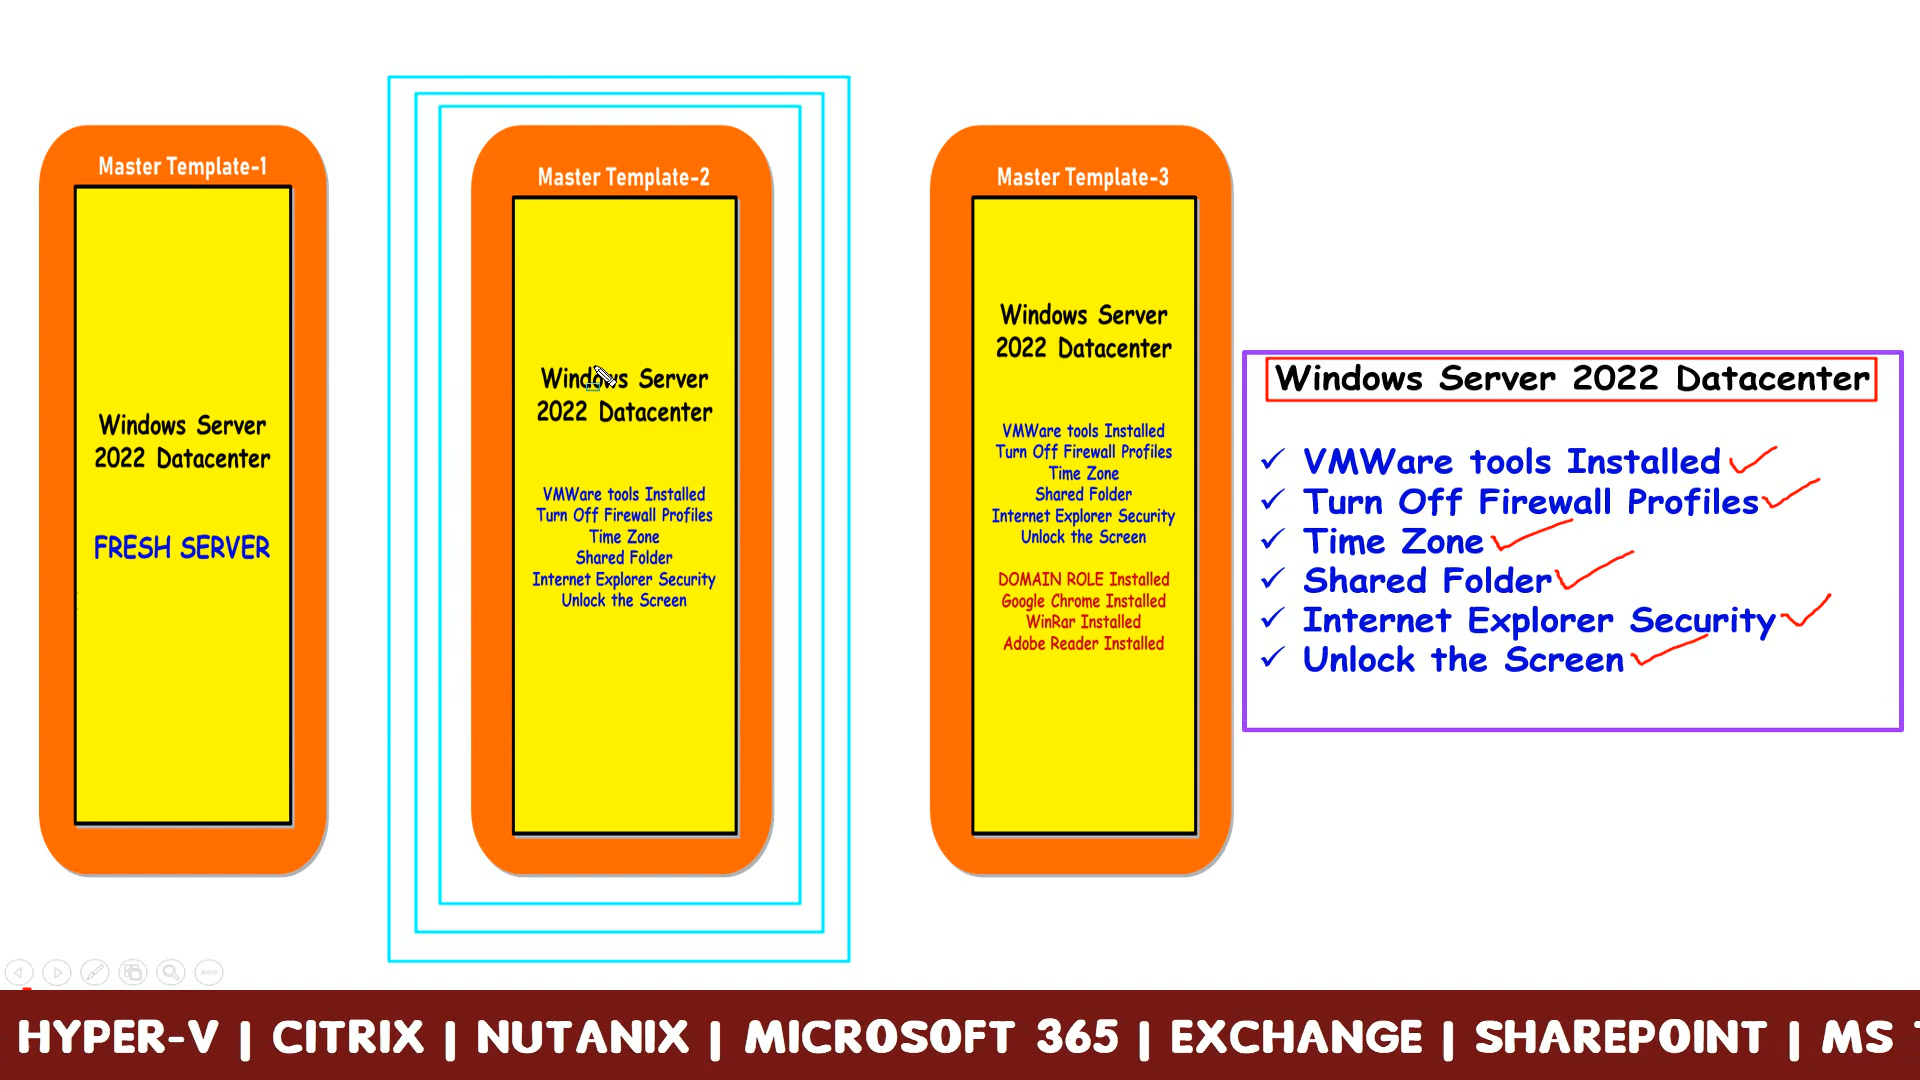 Master Template-1
Windows Server
2022 Datacenter
FRESH SERVER
Master Template-2
Windows Server
2022 Datacenter
VMWare tools Installed
Turn Off Firewall Profiles
Time Zone
Shared Folder
Internet Explorer Security
Unlock the Screen
Master Template-3
Windows Server
2022 Datacenter
VMWare tools Installed
Turn Off Firewall Profiles
Time Zone
Shared Folder
Internet Explorer Security
Unlock the Screen
DOMAIN ROLE Installed
Google Chrome Installed
WinRar Installed
Adobe Reader Installed
Windows Server 2022 Datacenter
✓ VMWare tools Installed
✓ Turn Off Firewall Profiles
✓ Time Zone
✓ Shared Folder
✓ Internet Explorer Security
✓ Unlock the Screen
HYPER-V | CITRIX | NUTANIX | MICROSOFT 365 | EXCHANGE | SHAREPOINT | MS